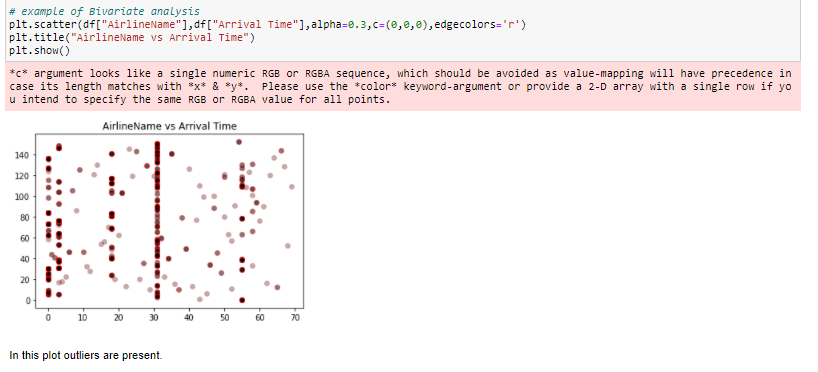 # example of Bivariate analysis
plt.scatter(df["AirlineName"],df["Arrival Time"],alpha=0.3,c=(0,0,0),edgecolors='r')
plt.title("AirlineName vs Arrival Time")
plt.show()
*c* argument looks like a single numeric RGB or RGBA sequence, which should be avoided as value-mapping will have precedence in
case its length matches with *x* & *y*.  Please use the *color* keyword-argument or provide a 2-D array with a single row if yo
u intend to specify the same RGB or RGBA value for all points.
AirlineName vs Arrival Time
140
120
100
80
60
40
20
0
0 10 20 30 40 50 60 70
In this plot outliers are present.